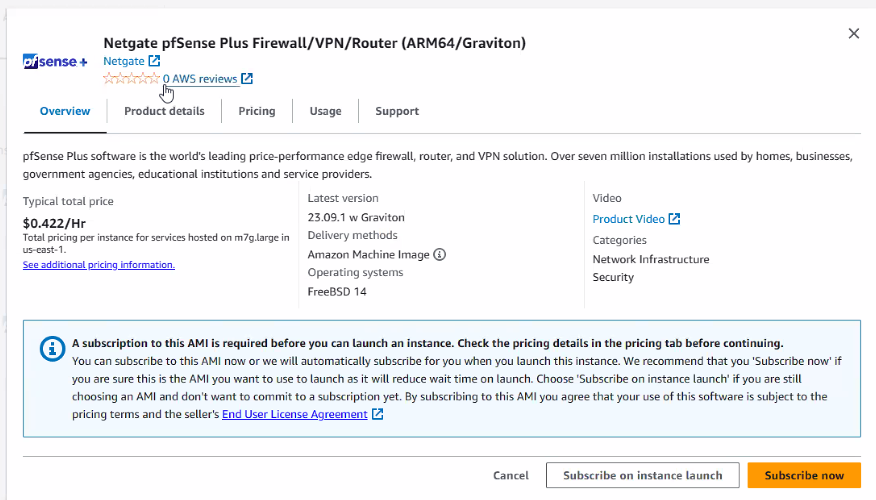 Netgate pfSense Plus Firewall/VPN/Router (ARM64/Graviton)
pfsense +
Netgate
0 AWS reviews
Overview
Product details
Pricing
Usage
Support
pfSense Plus software is the world's leading price-performance edge firewall, router, and VPN solution. Over seven million installations used by homes, businesses,
government agencies, educational institutions and service providers.
Typical total price
$0.422/Hr
Total pricing per instance for services hosted on m7g.large in
us-east-1.
See additional pricing information.
Latest version
23.09.1 w Graviton
Delivery methods
Amazon Machine Image
Operating systems
FreeBSD 14
Video
Product Video
Categories
Network Infrastructure
Security
A subscription to this AMI is required before you can launch an instance. Check the pricing details in the pricing tab before continuing.
You can subscribe to this AMI now or we will automatically subscribe for you when you launch this instance. We recommend that you 'Subscribe now' if
you are sure this is the AMI you want to use to launch as it will reduce wait time on launch. Choose 'Subscribe on instance launch' if you are still
choosing an AMI and don't want to commit to a subscription yet. By subscribing to this AMI you agree that your use of this software is subject to the
pricing terms and the seller's End User License Agreement
Cancel
Subscribe on instance launch
Subscribe now